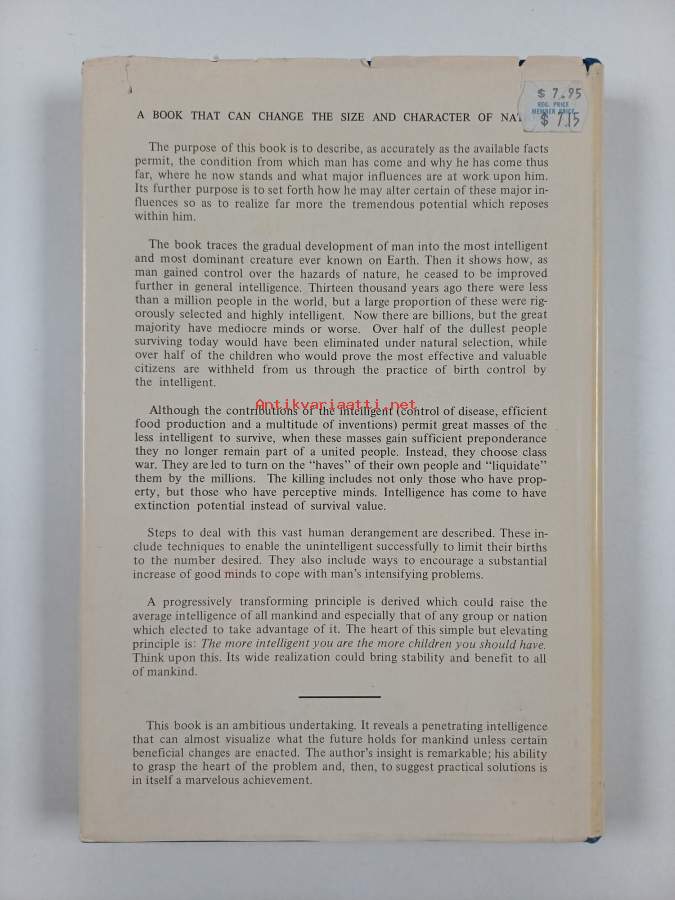 $ 7.95
REG. PRICE
MEMBER PRICE
$ 7.15
A BOOK THAT CAN CHANGE THE SIZE AND CHARACTER OF NAT
The purpose of this book is to describe, as accurately as the available facts
permit, the condition from which man has come and why he has come thus
far, where he now stands and what major influences are at work upon him.
Its further purpose is to set forth how he may alter certain of these major in-
fluences so as to realize far more the tremendous potential which reposes
within him.
The book traces the gradual development of man into the most intelligent
and most dominant creature ever known on Earth. Then it shows how, as
man gained control over the hazards of nature, he ceased to be improved
further in general intelligence. Thirteen thousand years ago there were less
than a million people in the world, but a large proportion of these were rig-
orously selected and highly intelligent. Now there are billions, but the great
majority have mediocre minds or worse. Over half of the dullest people
surviving today would have been eliminated under natural selection, while
over half of the children who would prove the most effective and valuable
citizens are withheld from us through the practice of birth control by
the intelligent.
Antikvariaatti.net
Although the contributions of the intelligent (control of disease, efficient
food production and a multitude of inventions) permit great masses of the
less intelligent to survive, when these masses gain sufficient preponderance
they no longer remain part of a united people. Instead, they choose class
war. They are led to turn on the “haves” of their own people and “liquidate”
them by the millions. The killing includes not only those who have prop-
erty, but those who have perceptive minds. Intelligence has come to have
extinction potential instead of survival value.
Steps to deal with this vast human derangement are described. These in-
clude techniques to enable the unintelligent successfully to limit their births
to the number desired. They also include ways to encourage a substantial
increase of good minds to cope with man’s intensifying problems.
A progressively transforming principle is derived which could raise the
average intelligence of all mankind and especially that of any group or nation
which elected to take advantage of it. The heart of this simple but elevating
principle is: The more intelligent you are the more children you should have.
Think upon this. Its wide realization could bring stability and benefit to all
of mankind.
This book is an ambitious undertaking. It reveals a penetrating intelligence
that can almost visualize what the future holds for mankind unless certain
beneficial changes are enacted. The author’s insight is remarkable; his ability
to grasp the heart of the problem and, then, to suggest practical solutions is
in itself a marvelous achievement.